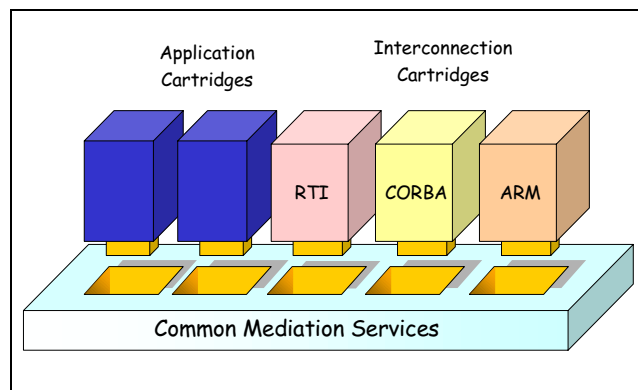 Application
Cartridges
Interconnection
Cartridges
RTI
CORBA
ARM
Common Mediation Services